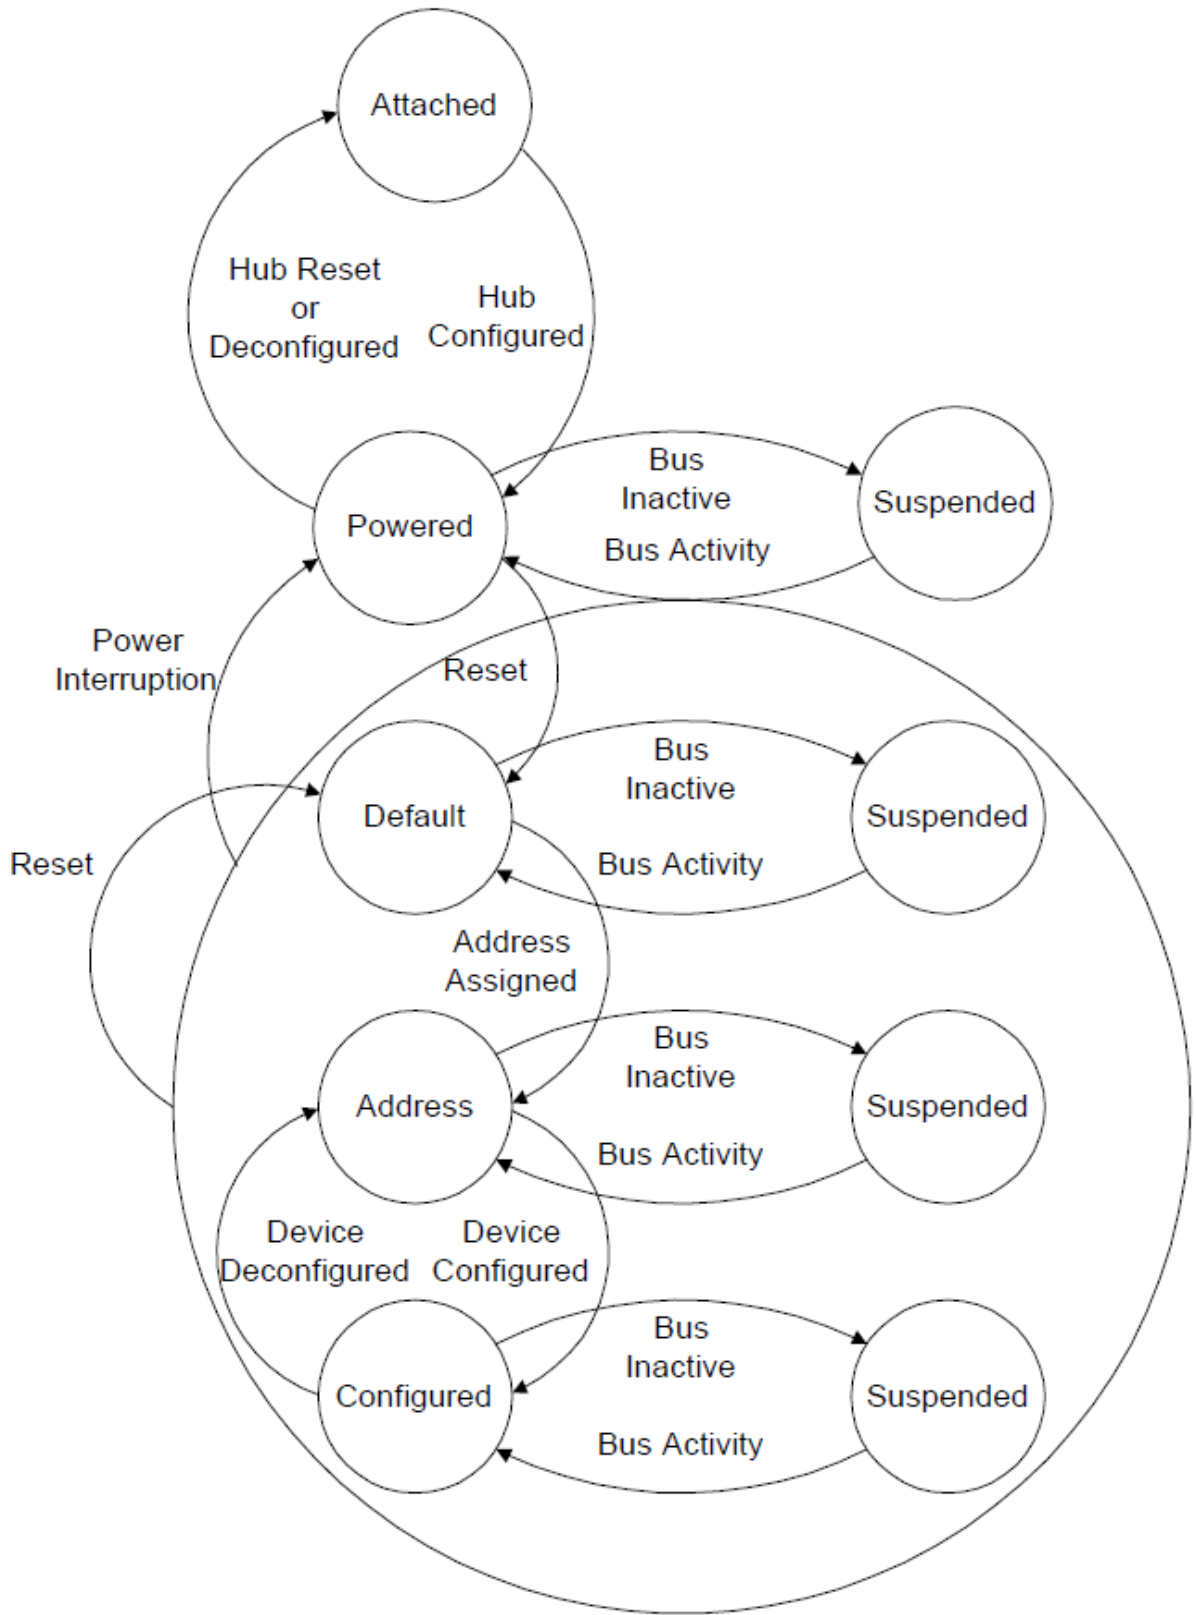 Attached
Hub Reset
or
Deconfigured
Hub
Configured
Powered
Bus
Inactive
Bus Activity
Suspended
Power
Interruption
Reset
Default
Bus
Inactive
Bus Activity
Suspended
Reset
Address
Assigned
Address
Bus
Inactive
Bus Activity
Suspended
Device
Deconfigured
Device
Configured
Configured
Bus
Inactive
Bus Activity
Suspended